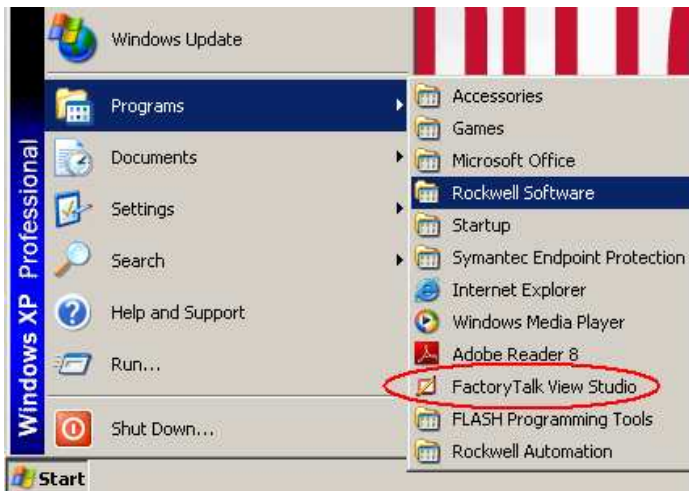 Windows Update
Programs
Documents
Settings
Search
Help and Support
Run...
Shut Down...
Windows XP Professional
Start
Accessories
Games
Microsoft Office
Rockwell Software
Startup
Symantec Endpoint Protection
Internet Explorer
Windows Media Player
Adobe Reader 8
FactoryTalk View Studio
FLASH Programming Tools
Rockwell Automation